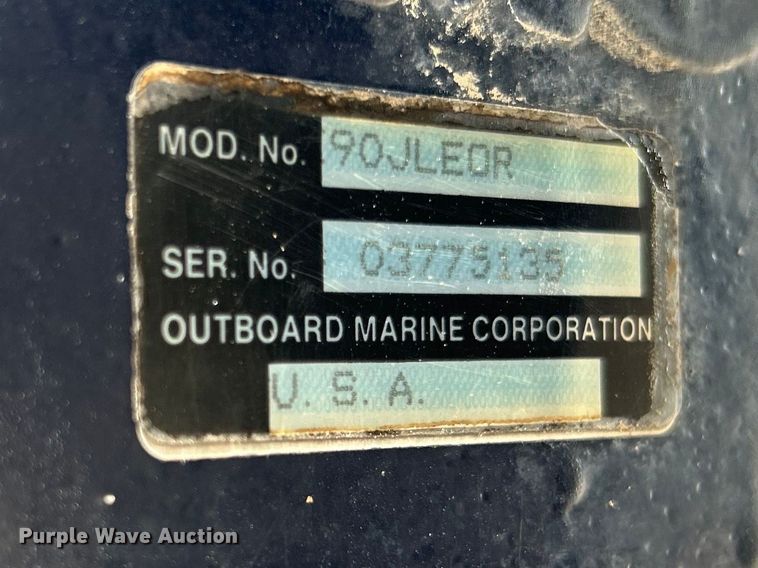 MOD. No. 90JLEOR
SER. No. 03775135
OUTBOARD MARINE CORPORATION
U.S.A.
Purple Wave Auction